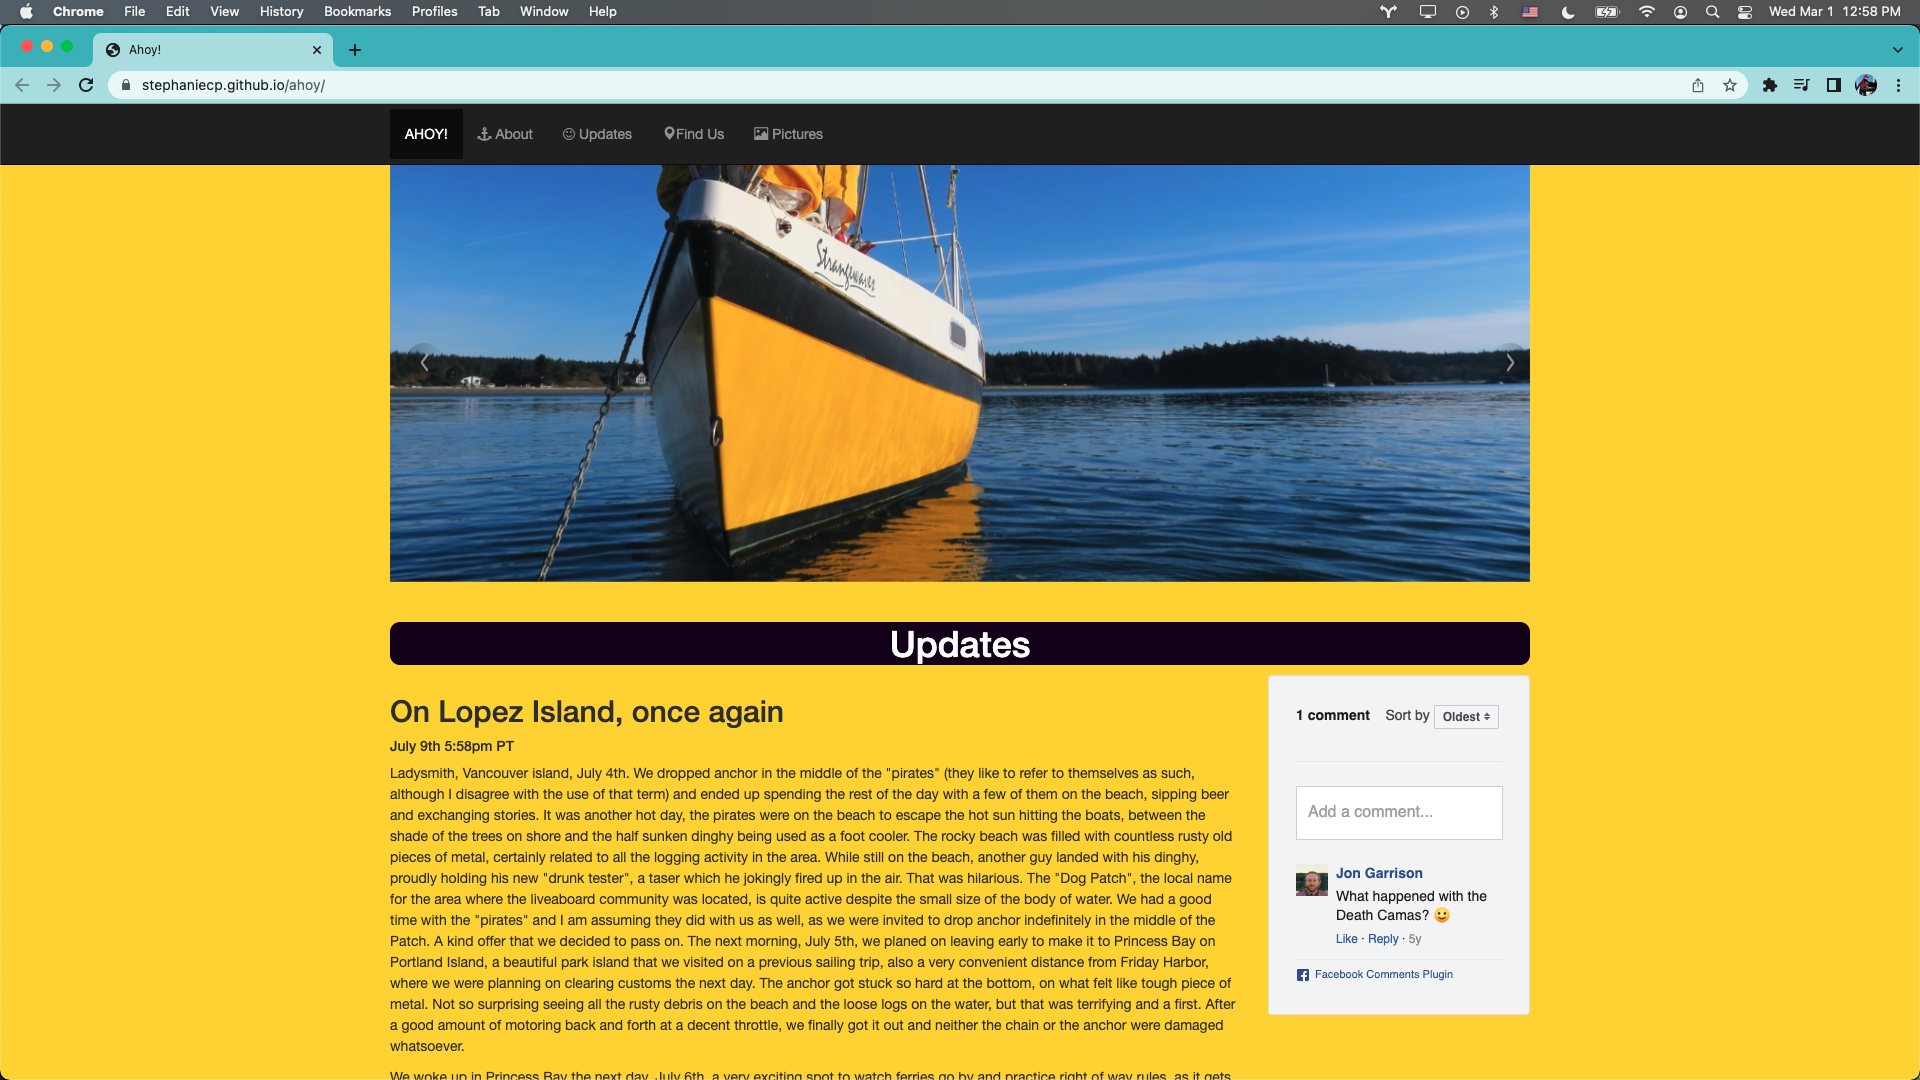 Chrome File Edit View History Bookmarks Profiles Tab Window Help Wed Mar 1 12:58 PM
Ahoy!
stephaniecp.github.io/ahoy/
AHOY! About Updates Find Us Pictures
Strangewaves
Updates
On Lopez Island, once again
July 9th 5:58pm PT
Ladysmith, Vancouver island, July 4th. We dropped anchor in the middle of the "pirates" (they like to refer to themselves as such,
although I disagree with the use of that term) and ended up spending the rest of the day with a few of them on the beach, sipping beer
and exchanging stories. It was another hot day, the pirates were on the beach to escape the hot sun hitting the boats, between the
shade of the trees on shore and the half sunken dinghy being used as a foot cooler. The rocky beach was filled with countless rusty old
pieces of metal, certainly related to all the logging activity in the area. While still on the beach, another guy landed with his dinghy,
proudly holding his new "drunk tester", a taser which he jokingly fired up in the air. That was hilarious. The "Dog Patch", the local name
for the area where the liveaboard community was located, is quite active despite the small size of the body of water. We had a good
time with the "pirates" and I am assuming they did with us as well, as we were invited to drop anchor indefinitely in the middle of the
Patch. A kind offer that we decided to pass on. The next morning, July 5th, we planed on leaving early to make it to Princess Bay on
Portland Island, a beautiful park island that we visited on a previous sailing trip, also a very convenient distance from Friday Harbor,
where we were planning on clearing customs the next day. The anchor got stuck so hard at the bottom, on what felt like tough piece of
metal. Not so surprising seeing all the rusty debris on the beach and the loose logs on the water, but that was terrifying and a first. After
a good amount of motoring back and forth at a decent throttle, we finally got it out and neither the chain or the anchor were damaged
whatsoever.
We woke up in Princess Bay the next day, July 6th, a very exciting spot to watch ferries go by and practice right of way rules, as it gets
1 comment Sort by Oldest
Add a comment...
Jon Garrison
What happened with the
Death Camas? 😀
Like · Reply · 5y
Facebook Comments Plugin